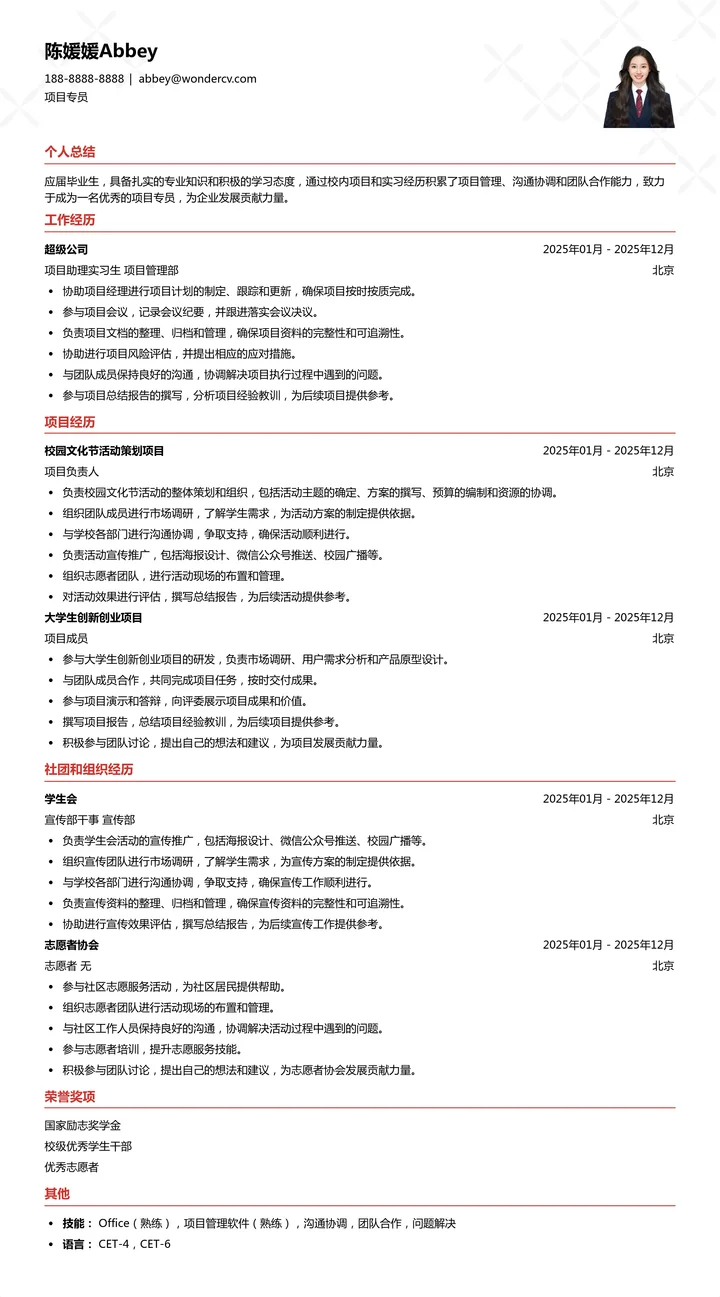 陈媛媛Abbey
188-8888-8888 | abbey@wondercv.com
项目专员
个人总结
应届毕业生，具备扎实的专业知识和积极的学习态度，通过校内项目和实习经历积累了项目管理、沟通协调和团队合作能力，致力
于成为一名优秀的项目专员，为企业发展贡献力量。
工作经历
超级公司 2025年01月 - 2025年12月
项目助理实习生 项目管理部 北京
• 协助项目经理进行项目计划的制定、跟踪和更新，确保项目按时按质完成。
• 参与项目会议，记录会议纪要，并跟进落实会议决议。
• 负责项目文档的整理、归档和管理，确保项目资料的完整性和可追溯性。
• 协助进行项目风险评估，并提出相应的应对措施。
• 与团队成员保持良好的沟通，协调解决项目执行过程中遇到的问题。
• 参与项目总结报告的撰写，分析项目经验教训，为后续项目提供参考。
项目经历
校园文化节活动策划项目 2025年01月 - 2025年12月
项目负责人 北京
• 负责校园文化节活动的整体策划和组织，包括活动主题的确定、方案的撰写、预算的编制和资源的协调。
• 组织团队成员进行市场调研，了解学生需求，为活动方案的制定提供依据。
• 与学校各部门进行沟通协调，争取支持，确保活动顺利进行。
• 负责活动宣传推广，包括海报设计、微信公众号推送、校园广播等。
• 组织志愿者团队，进行活动现场的布置和管理。
• 对活动效果进行评估，撰写总结报告，为后续活动提供参考。
大学生创新创业项目 2025年01月 - 2025年12月
项目成员 北京
• 参与大学生创新创业项目的研发，负责市场调研、用户需求分析和产品原型设计。
• 与团队成员合作，共同完成项目任务，按时交付成果。
• 参与项目演示和答辩，向评委展示项目成果和价值。
• 撰写项目报告，总结项目经验教训，为后续项目提供参考。
• 积极参与团队讨论，提出自己的想法和建议，为项目发展贡献力量。
社团和组织经历
学生会 2025年01月 - 2025年12月
宣传部干事 宣传部 北京
• 负责学生会活动的宣传推广，包括海报设计、微信公众号推送、校园广播等。
• 组织宣传团队进行市场调研，了解学生需求，为宣传方案的制定提供依据。
• 与学校各部门进行沟通协调，争取支持，确保宣传工作顺利进行。
• 负责宣传资料的整理、归档和管理，确保宣传资料的完整性和可追溯性。
• 协助进行宣传效果评估，撰写总结报告，为后续宣传工作提供参考。
志愿者协会 2025年01月 - 2025年12月
志愿者 无 北京
• 参与社区志愿服务活动，为社区居民提供帮助。
• 组织志愿者团队进行活动现场的布置和管理。
• 与社区工作人员保持良好的沟通，协调解决活动过程中遇到的问题。
• 参与志愿者培训，提升志愿服务技能。
• 积极参与团队讨论，提出自己的想法和建议，为志愿者协会发展贡献力量。
荣誉奖项
国家励志奖学金
校级优秀学生干部
优秀志愿者
其他
• 技能： Office（熟练），项目管理软件（熟练），沟通协调，团队合作，问题解决
• 语言： CET-4，CET-6